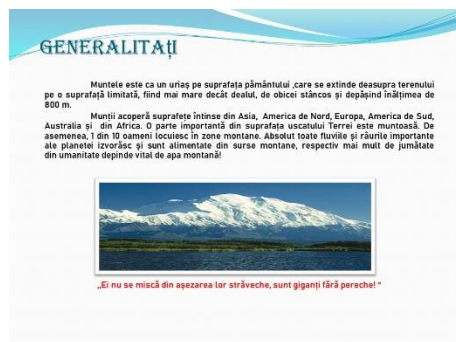 GENERALITAȚI
Muntele este ca un uriaș pe suprafața pământului ,care se extinde deasupra terenului
pe o suprafață limitată, fiind mai mare decât dealul, de obicei stâncos și depășind înălțimea de
800 m.
Munții acoperă suprafețe întinse din Asia, America de Nord, Europa, America de Sud,
Australia și din Africa. O parte importantă din suprafața uscatului Terrei este muntoasă. De
asemenea, 1 din 10 oameni locuiesc în zone montane. Absolut toate fluviile și râurile importante
ale planetei izvorăsc și sunt alimentate din surse montane, respectiv mai mult de jumătate
din umanitate depinde vital de apa montană!
„Ei nu se mișcă din așezarea lor străveche, sunt giganți fără pereche! “